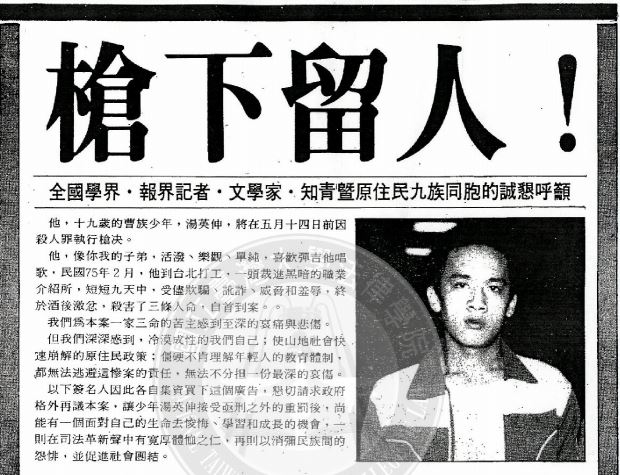 槍下留人！
全國學界・報界記者・文學家・知青暨原住民九族同胞的誠懇呼籲
他，十九歲的曹族少年，湯英伸，將在五月十四日前因
殺人罪執行槍決。
他，像你我的子弟，活潑、樂觀、單純，喜歡彈吉他唱
歌，民國75年2月，他到台北打工，一頭栽進黑暗的職業
介紹所，短短九天中，受儘欺騙、訛詐、威脅和羞辱，終
於酒後激忿，殺害了三條人命，自首到案。
我們爲本案一家三命的苦主感到至深的哀痛與悲傷。
但我們深深感到，冷漠成性的我們自己；使山地社會快
速崩解的原住民政策；僵硬不肯理解年輕人的教育體制，
都無法逃避這慘案的責任，無法不分担一份最深的哀傷。
以下簽名人因此各自集資買下這個廣告，懇切請求政府
格外再議本案，讓少年湯英伸接受亟刑之外的重罰後，尚
能有一個面對自己的生命去懊悔、學習和成長的機會，一
則在司法革新聲中有寬厚體恤之仁，再則以消彌民族間的
怨悱，並促進社會團結。